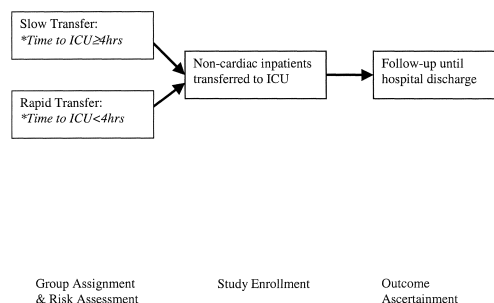 Slow Transfer:
*Time to ICU≥4hrs
Rapid Transfer:
*Time to ICU<4hrs
Non-cardiac inpatients
transferred to ICU
Follow-up until
hospital discharge
Group Assignment
& Risk Assessment
Study Enrollment
Outcome
Ascertainment